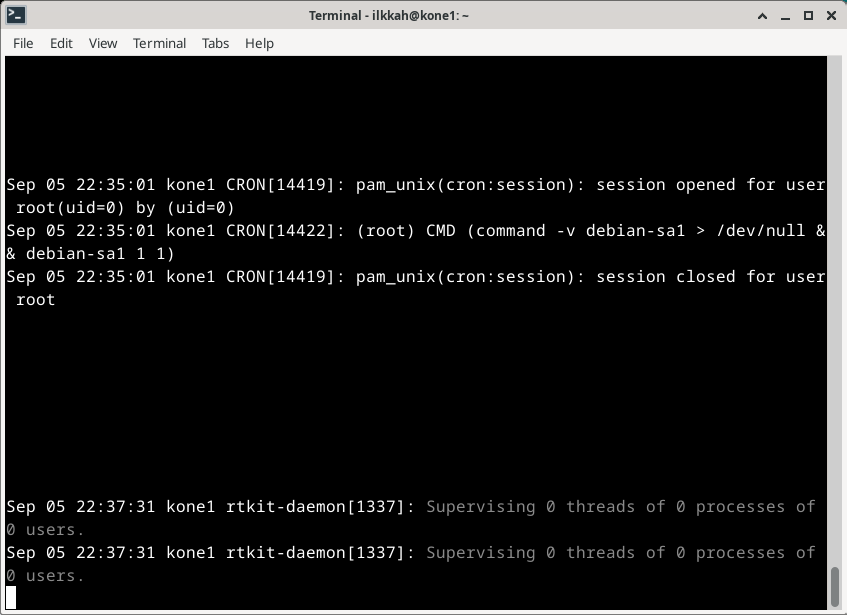 Terminal - ilkkah@kone1: ~
File Edit View Terminal Tabs Help
Sep 05 22:35:01 kone1 CRON[14419]: pam_unix(cron:session): session opened for user
root(uid=0) by (uid=0)
Sep 05 22:35:01 kone1 CRON[14422]: (root) CMD (command -v debian-sa1 > /dev/null &
& debian-sa1 1 1)
Sep 05 22:35:01 kone1 CRON[14419]: pam_unix(cron:session): session closed for user
root
Sep 05 22:37:31 kone1 rtkit-daemon[1337]: Supervising 0 threads of 0 processes of
0 users.
Sep 05 22:37:31 kone1 rtkit-daemon[1337]: Supervising 0 threads of 0 processes of
0 users.